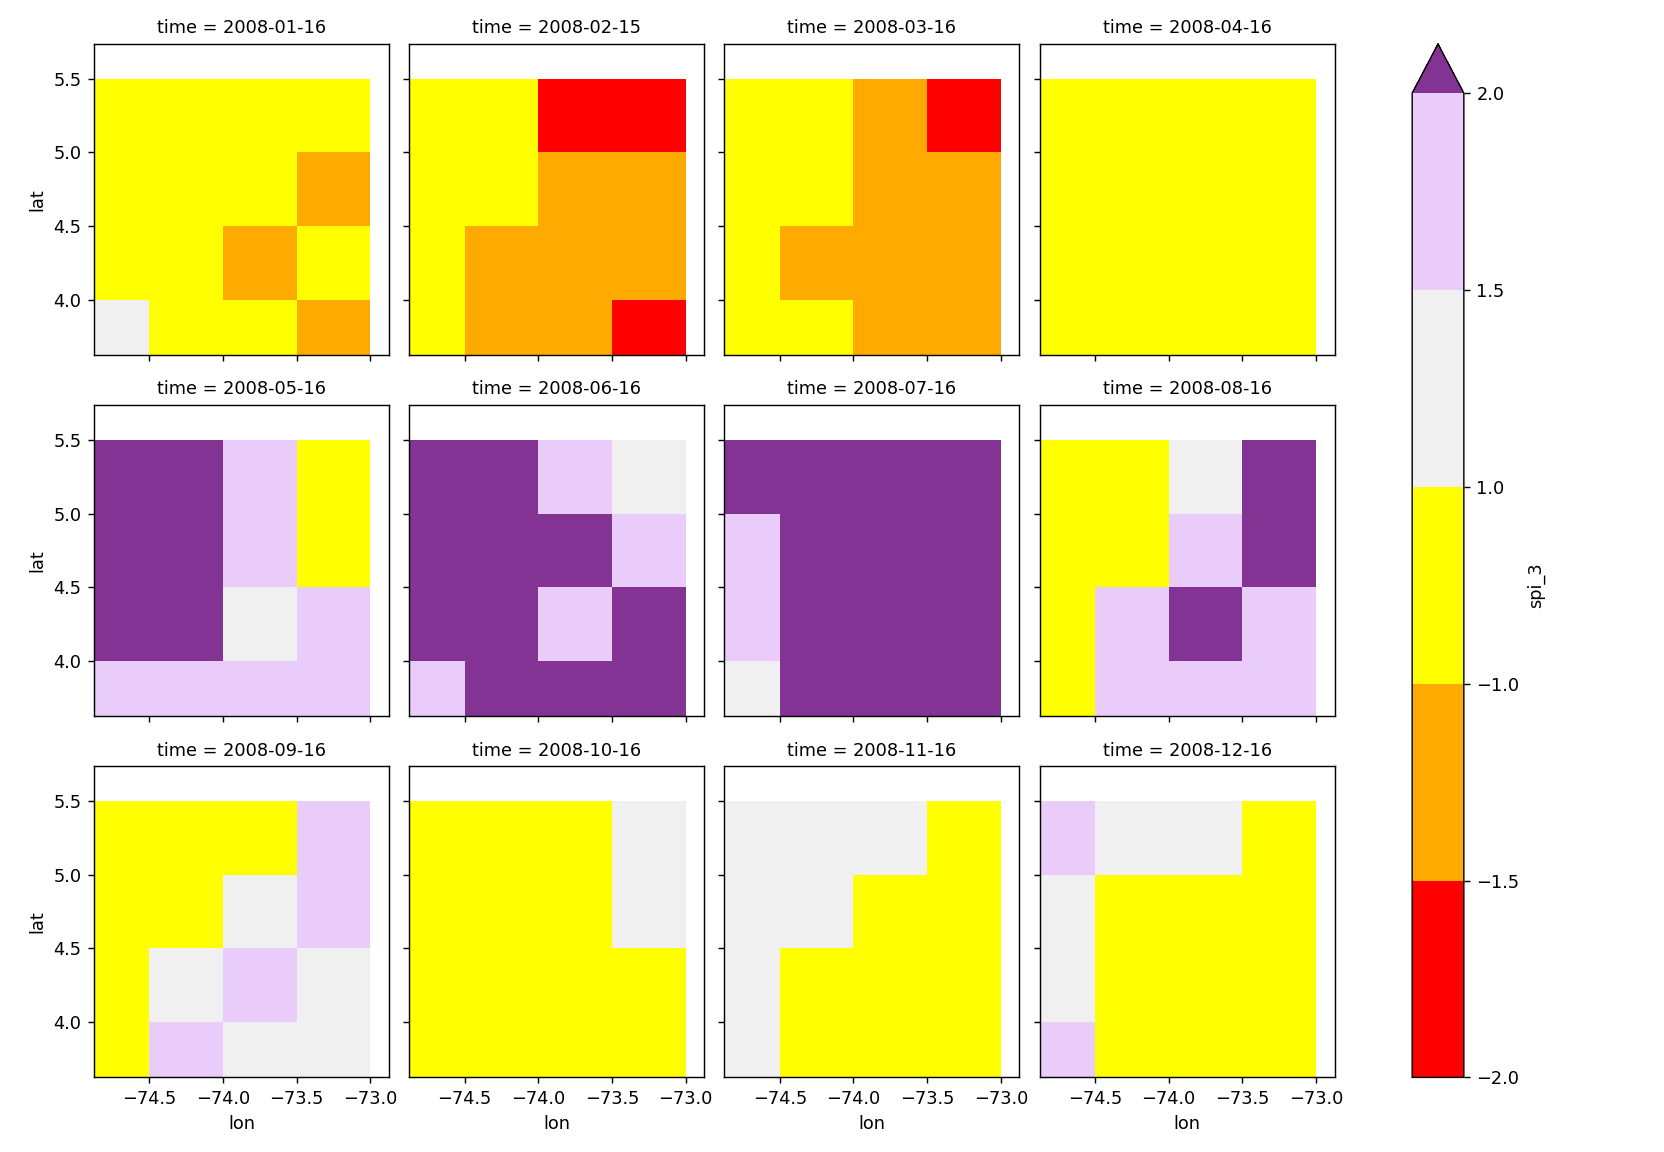 time = 2008-01-16
time = 2008-02-15
time = 2008-03-16
time = 2008-04-16
5.5
5.0
4.5
4.0
lat
time = 2008-05-16
time = 2008-06-16
time = 2008-07-16
time = 2008-08-16
5.5
5.0
4.5
4.0
lat
time = 2008-09-16
time = 2008-10-16
time = 2008-11-16
time = 2008-12-16
5.5
5.0
4.5
4.0
lat
−74.5 −74.0 −73.5 −73.0
lon
−74.5 −74.0 −73.5 −73.0
lon
−74.5 −74.0 −73.5 −73.0
lon
−74.5 −74.0 −73.5 −73.0
lon
2.0
1.5
1.0
−1.0
−1.5
−2.0
spi_3